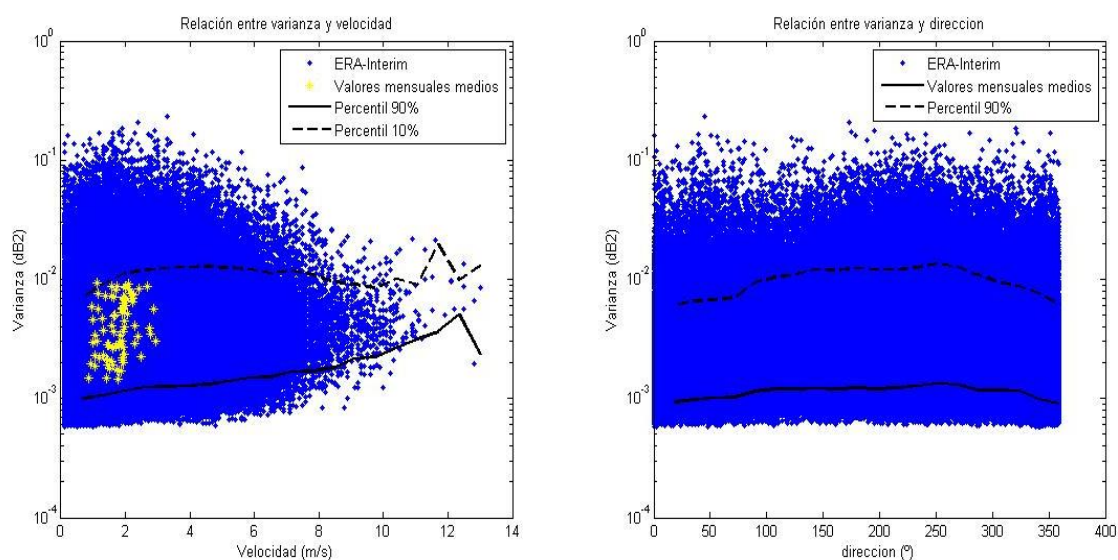 Relación entre varianza y velocidad
10^0
10^-1
10^-2
10^-3
10^-4
Varianza (dB2)
ERA-Interim
Valores mensuales medios
Percentil 90%
Percentil 10%
0 2 4 6 8 10 12 14
Velocidad (m/s)
Relación entre varianza y direccion
10^0
10^-1
10^-2
10^-3
10^-4
Varianza (dB2)
ERA-Interim
Valores mensuales medios
Percentil 90%
0 50 100 150 200 250 300 350 400
direccion (º)